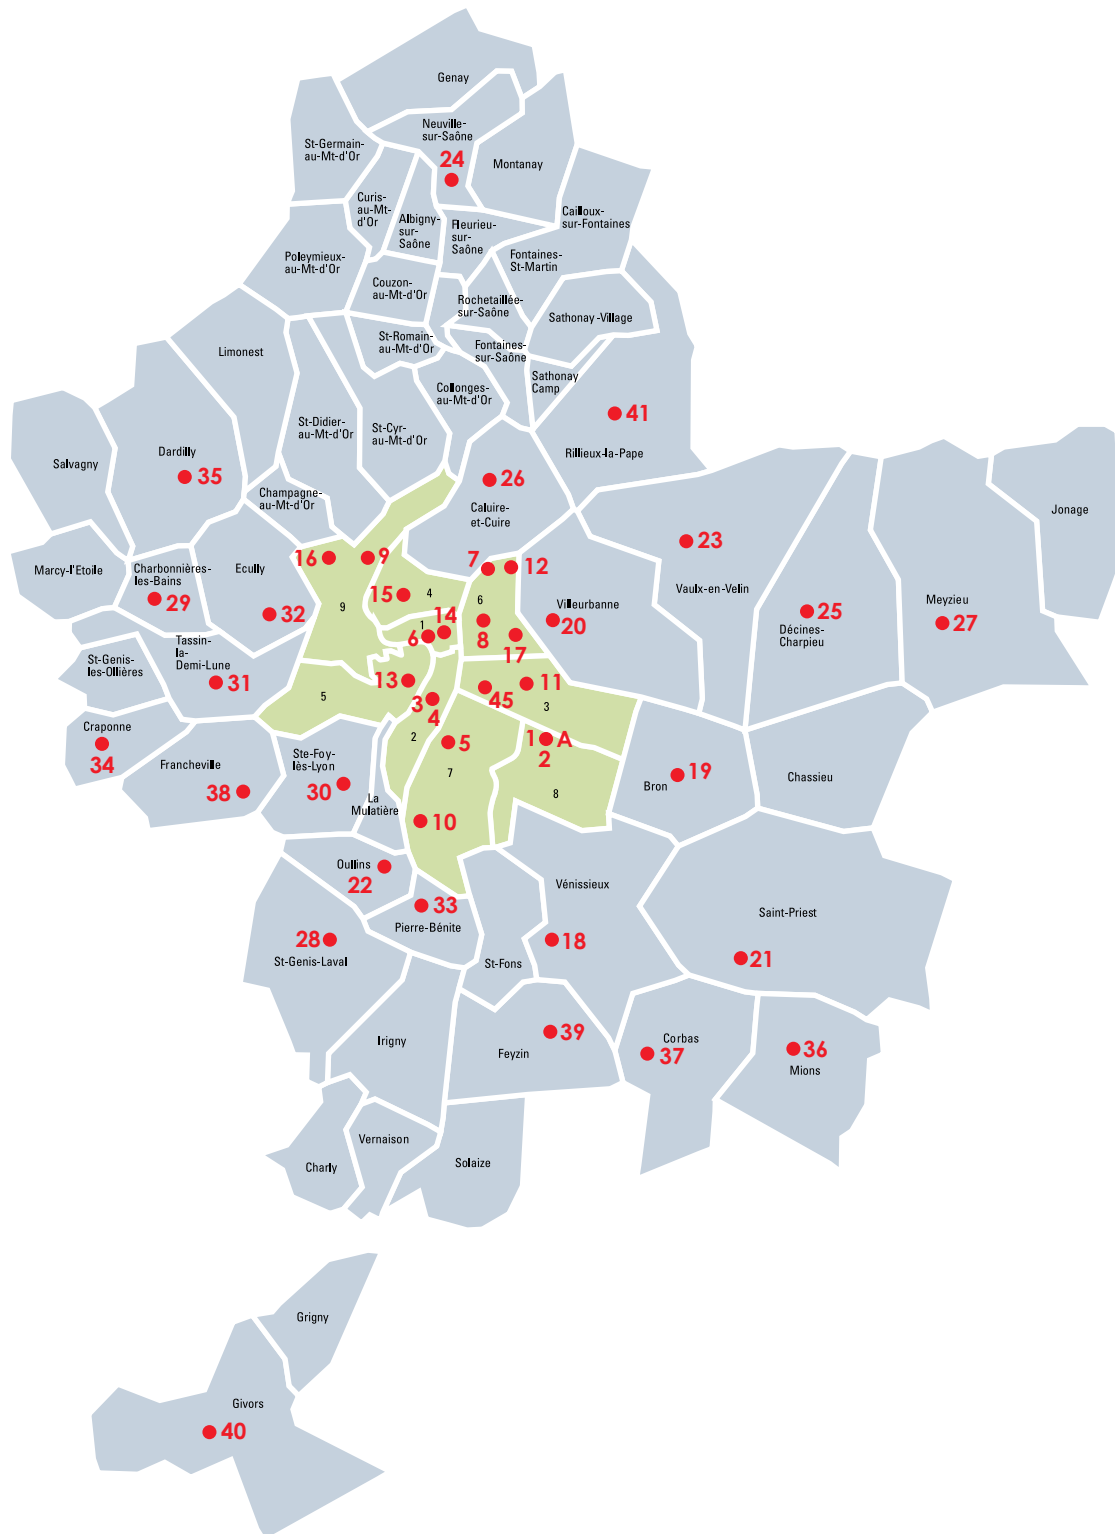 Genay
Neuville-
sur-Saône
24
St-Germain-
au-Mt-d'Or
Montanay
Curis-
au-Mt-
d'Or
Albigny-
sur-
Saône
Fleurieu-
sur-
Saône
Cailloux-
sur-Fontaines
Poleymieux-
au-Mt-d'Or
Fontaines-
St-Martin
Couzon-
au-Mt-d'Or
Rochetaillée-
sur-Saône
Sathonay-Village
St-Romain-
au-Mt-d'Or
Fontaines-
sur-Saône
Limonest
Sathonay
Camp
Collonges-
au-Mt-d'Or
41
Rillieux-la-Pape
St-Didier-
au-Mt-d'Or
St-Cyr-
au-Mt-d'Or
Salvagny
Dardilly
35
Champagne-
au-Mt-d'Or
26
Caluire-
et-Cuire
Jonage
23
Vaulx-en-Velin
Marcy-l'Etoile
Charbonnières-
les-Bains
29
Ecully
32
16
9
7
12
15
4
6
9
Villeurbanne
20
25
Décines-
Charpieu
Meyzieu
27
1
14
6
8
17
St-Genis-
les-Ollières
Tassin-
la-
Demi-Lune
31
13
5
3
4
45
11
3
Craponne
34
Francheville
38
Ste-Foy-
lès-Lyon
30
La
Mulatière
2
5
7
1
A
2
8
19
Bron
Chassieu
10
Oullins
22
33
Pierre-Bénite
Vénissieux
18
Saint-Priest
21
28
St-Genis-Laval
St-Fons
Irigny
39
Feyzin
Corbas
37
36
Mions
Vernaison
Charly
Solaize
Grigny
Givors
40